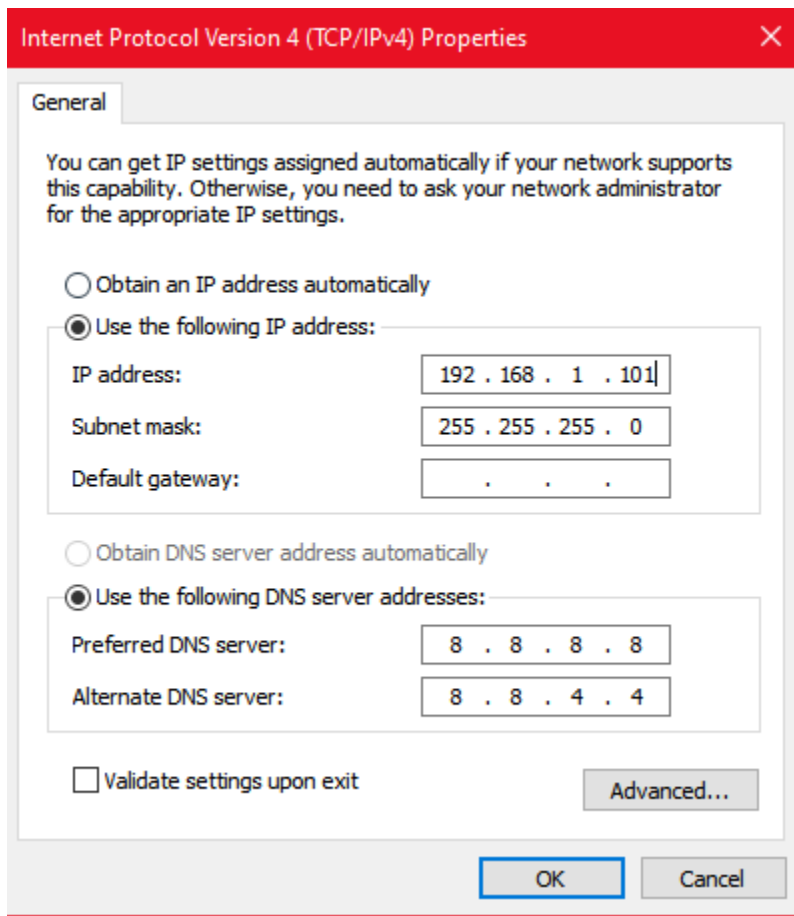 Internet Protocol Version 4 (TCP/IPv4) Properties
General
You can get IP settings assigned automatically if your network supports
this capability. Otherwise, you need to ask your network administrator
for the appropriate IP settings.
Obtain an IP address automatically
Use the following IP address:
IP address: 192 . 168 . 1 . 101
Subnet mask: 255 . 255 . 255 . 0
Default gateway: . . .
Obtain DNS server address automatically
Use the following DNS server addresses:
Preferred DNS server: 8 . 8 . 8 . 8
Alternate DNS server: 8 . 8 . 4 . 4
Validate settings upon exit
Advanced...
OK Cancel